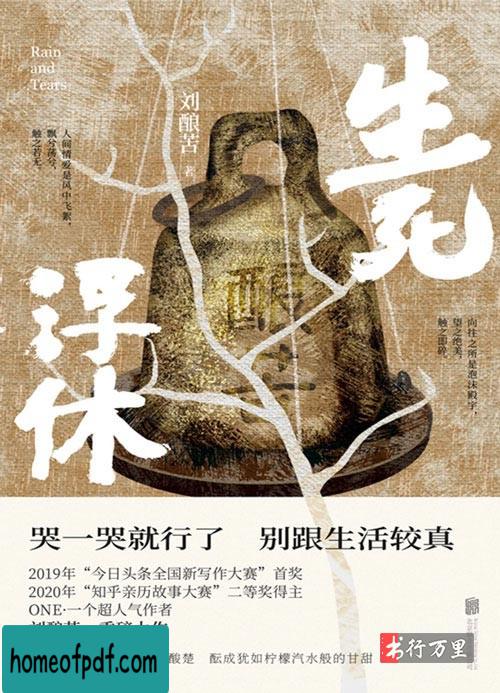 Rain
and
Tears
生死
浮休
刘酿苦 著
人间情爱是风中飞絮,
飘兮荡兮,
触之若无。
酿苦
向往之所是泡沫殿宇,
望之绝美,
触之即碎。
哭一哭就行了 别跟生活较真
2019年“今日头条全国新写作大赛”首奖
2020年“知乎亲历故事大赛”二等奖得主
ONE·一个超人气作者
酸楚 酝成犹如柠檬汽水般的甘甜
书行万里
homeofpdf.com